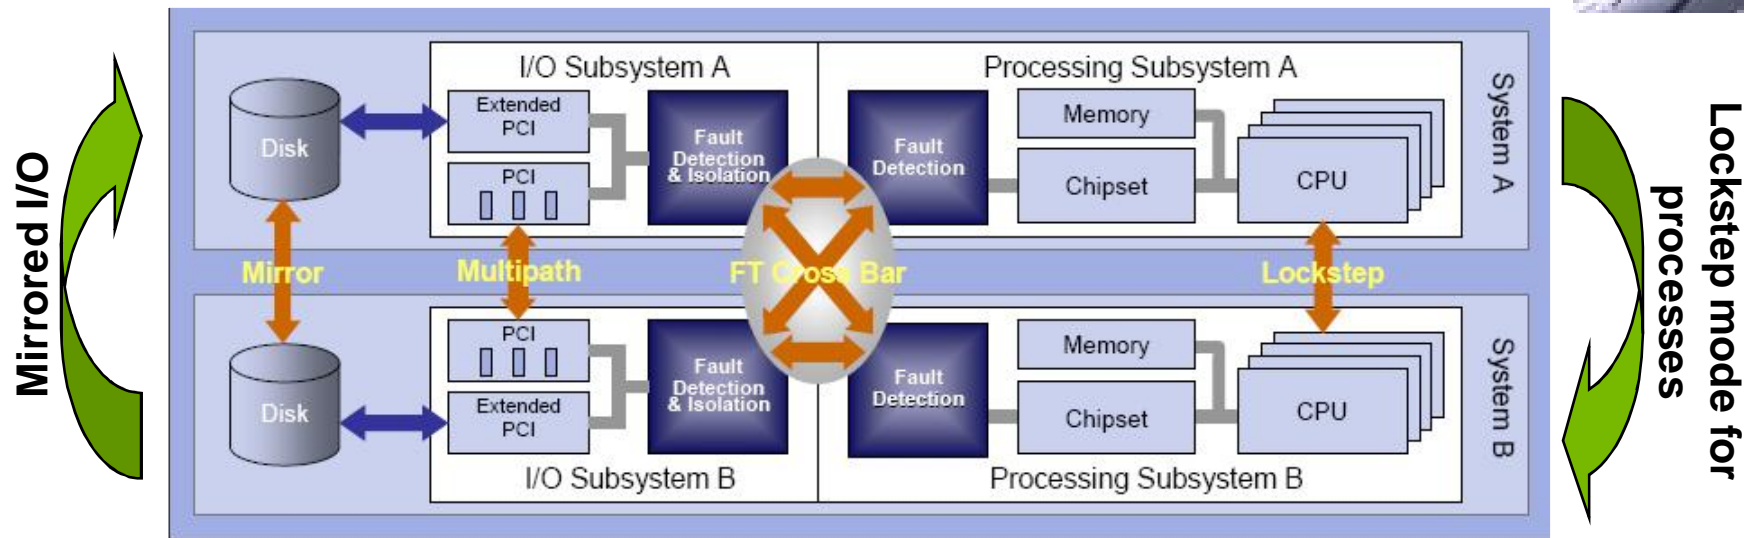 Mirrored I/O
I/O Subsystem A
Processing Subsystem A
System A
Disk
Extended
PCI
PCI
Fault
Detection
& Isolation
Fault
Detection
Memory
Chipset
CPU
Mirror
Multipath
FT Cross Bar
Lockstep
Disk
PCI
Extended
PCI
Fault
Detection
& Isolation
Fault
Detection
Memory
Chipset
CPU
I/O Subsystem B
Processing Subsystem B
System B
Lockstep mode for
processes